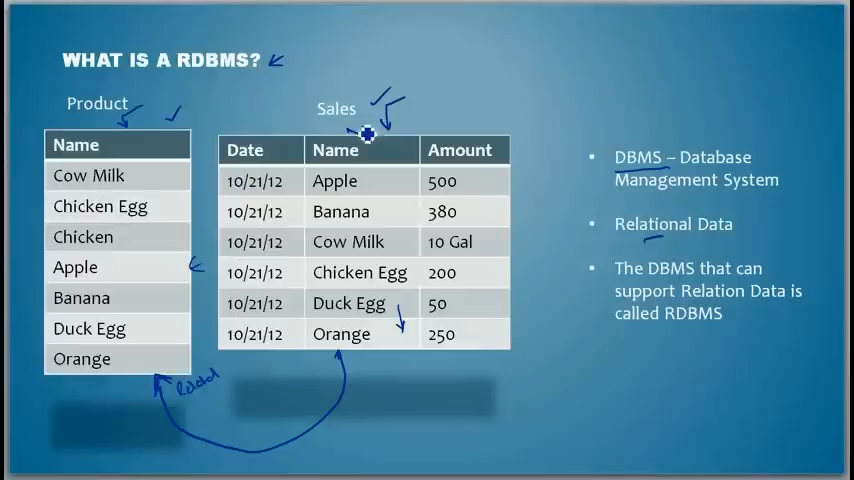 WHAT IS A RDBMS?
Product
Name
Cow Milk
Chicken Egg
Chicken
Apple
Banana
Duck Egg
Orange
Sales
Date Name Amount
10/21/12 Apple 500
10/21/12 Banana 380
10/21/12 Cow Milk 10 Gal
10/21/12 Chicken Egg 200
10/21/12 Duck Egg 50
10/21/12 Orange 250
• DBMS – Database
Management System
• Relational Data
• The DBMS that can
support Relation Data is
called RDBMS